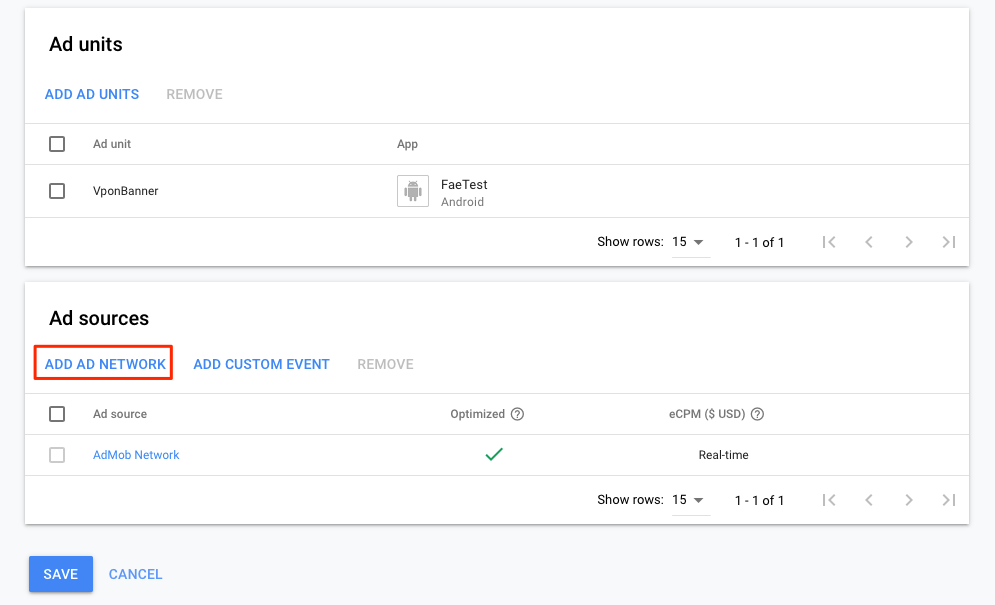 Ad units
ADD AD UNITS REMOVE
Ad unit App
VponBanner FaeTest
Android
Show rows: 15 1 - 1 of 1
Ad sources
ADD AD NETWORK ADD CUSTOM EVENT REMOVE
Ad source Optimized ? eCPM ($ USD) ?
AdMob Network Real-time
Show rows: 15 1 - 1 of 1
SAVE CANCEL